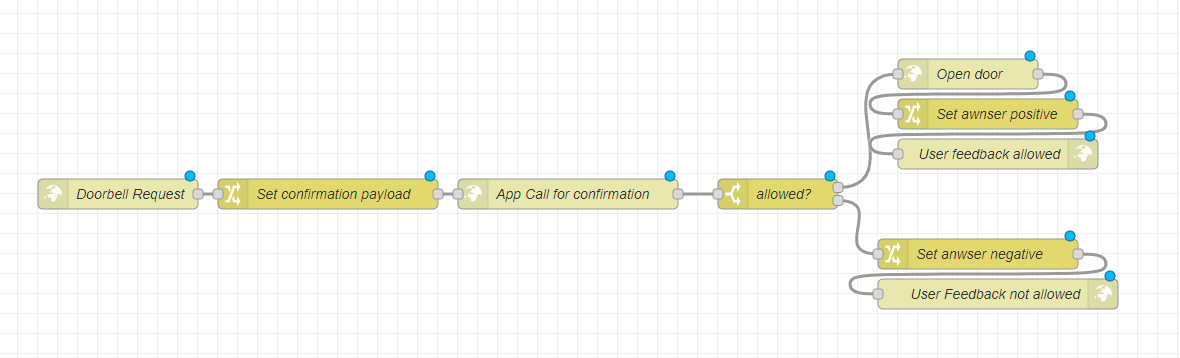 Doorbell Request
Set confirmation payload
App Call for confirmation
allowed?
Open door
Set awnser positive
User feedback allowed
Set anwser negative
User Feedback not allowed